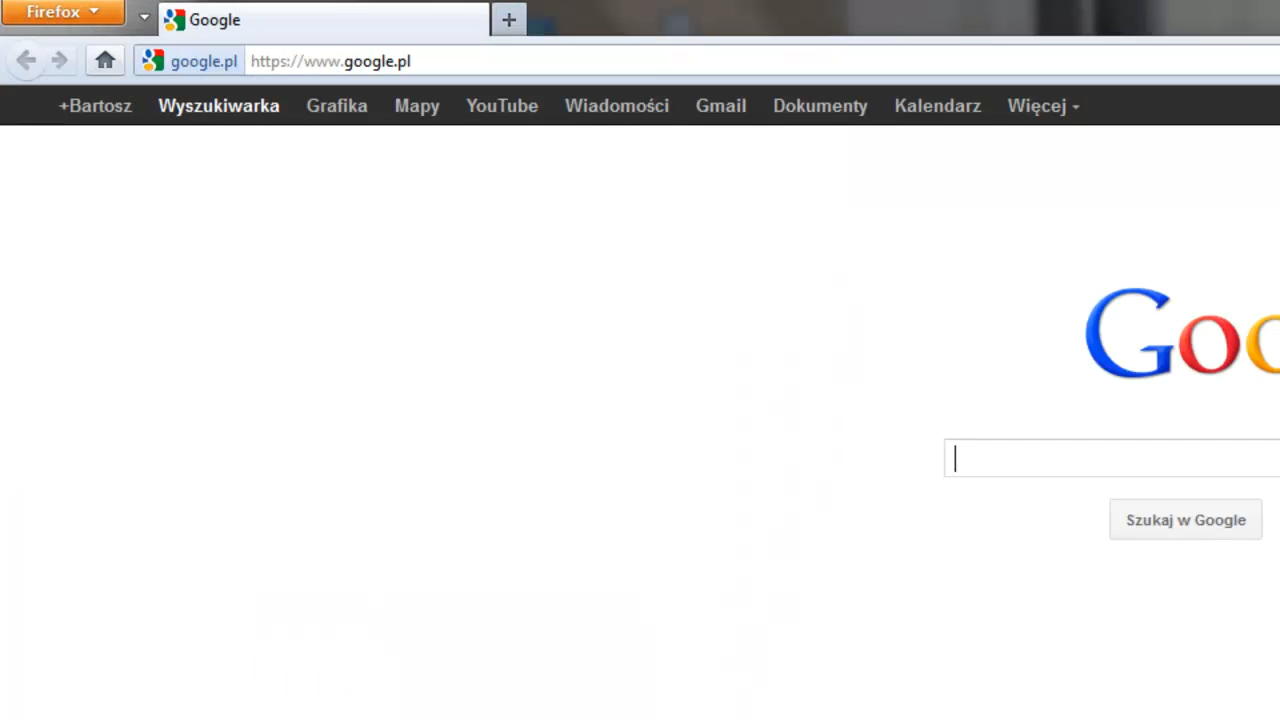 Firefox
Google
google.pl https://www.google.pl
+Bartosz Wyszukiwarka Grafika Mapy YouTube Wiadomości Gmail Dokumenty Kalendarz Więcej
Goo
Szukaj w Google